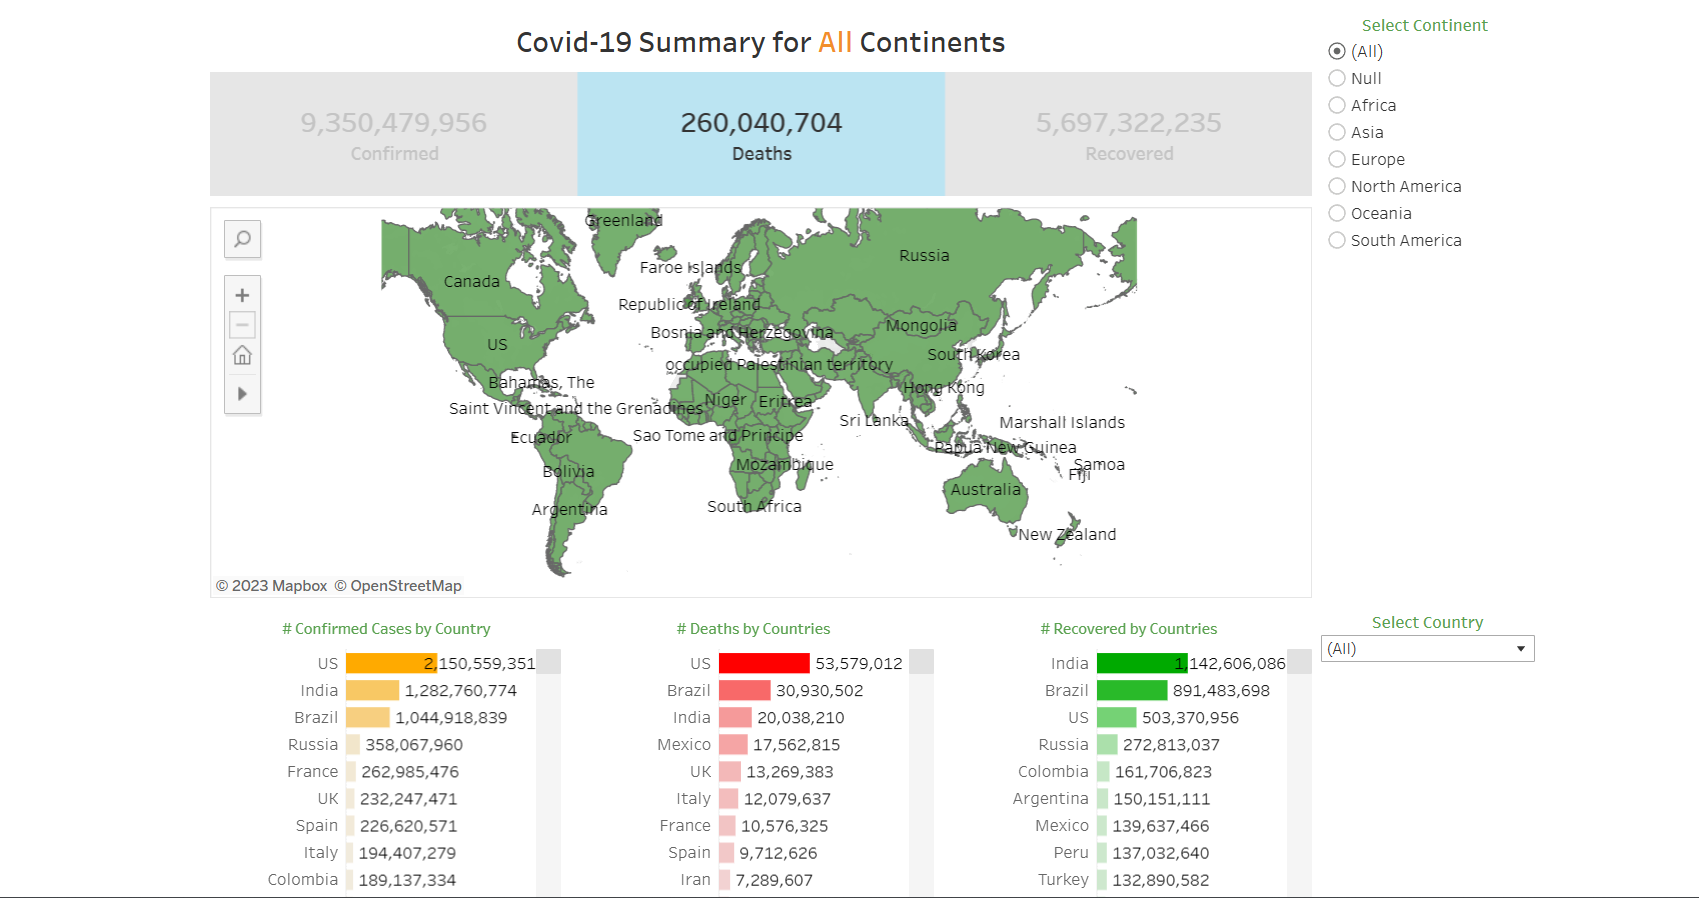 Covid-19 Summary for All Continents
9,350,479,956
Confirmed
260,040,704
Deaths
5,697,322,235
Recovered
Select Continent
(All)
Null
Africa
Asia
Europe
North America
Oceania
South America
Greenland
Russia
Faroe Islands
Canada
Republic of Ireland
Mongolia
Bosnia and Herzegovina
US
South Korea
occupied Palestinian territory
Bahamas, The
Hong Kong
Niger
Eritrea
Saint Vincent and the Grenadines
Sri Lanka
Marshall Islands
Ecuador
Sao Tome and Principe
Papua New Guinea
Mozambique
Samoa
Bolivia
Fiji
Australia
South Africa
Argentina
New Zealand
© 2023 Mapbox © OpenStreetMap
# Confirmed Cases by Country
US 2,150,559,351
India 1,282,760,774
Brazil 1,044,918,839
Russia 358,067,960
France 262,985,476
UK 232,247,471
Spain 226,620,571
Italy 194,407,279
Colombia 189,137,334
# Deaths by Countries
US 53,579,012
Brazil 30,930,502
India 20,038,210
Mexico 17,562,815
UK 13,269,383
Italy 12,079,637
France 10,576,325
Spain 9,712,626
Iran 7,289,607
# Recovered by Countries
India 1,142,606,086
Brazil 891,483,698
US 503,370,956
Russia 272,813,037
Colombia 161,706,823
Argentina 150,151,111
Mexico 139,637,466
Peru 137,032,640
Turkey 132,890,582
Select Country
(All)